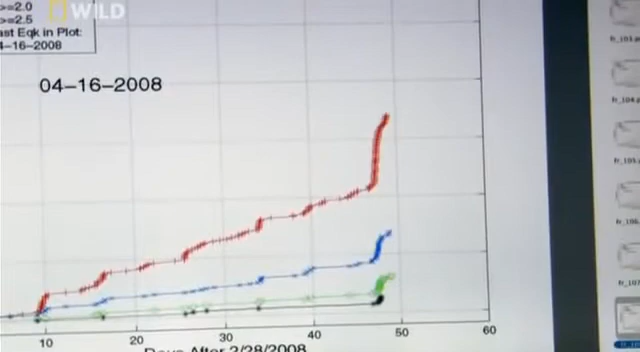 >=2.0
WILD
>=2.5
ast Eqk in Plot:
4-16-2008
04-16-2008
10 20 30 40 50 60
Days After 2/28/2008